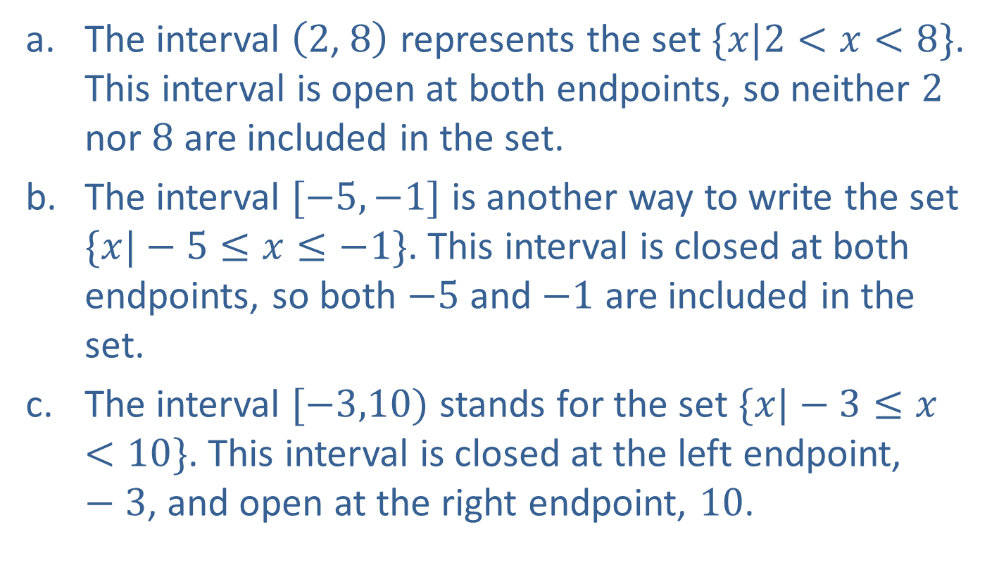 a. The interval (2, 8) represents the set {x|2 < x < 8}.
This interval is open at both endpoints, so neither 2
nor 8 are included in the set.
b. The interval [−5, −1] is another way to write the set
{x| − 5 ≤ x ≤ −1}. This interval is closed at both
endpoints, so both −5 and −1 are included in the
set.
c. The interval [−3,10) stands for the set {x| − 3 ≤ x
< 10}. This interval is closed at the left endpoint,
− 3, and open at the right endpoint, 10.